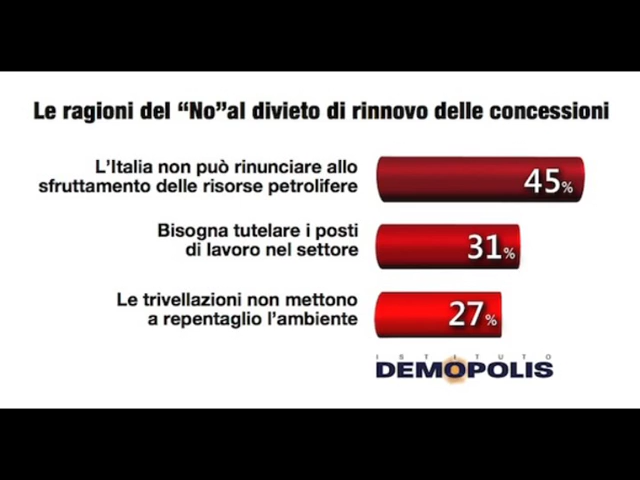 Le ragioni del “No”al divieto di rinnovo delle concessioni
L’Italia non può rinunciare allo
sfruttamento delle risorse petrolifere
45%
Bisogna tutelare i posti
di lavoro nel settore
31%
Le trivellazioni non mettono
a repentaglio l’ambiente
27%
ISTITUTO
DEMOPOLIS